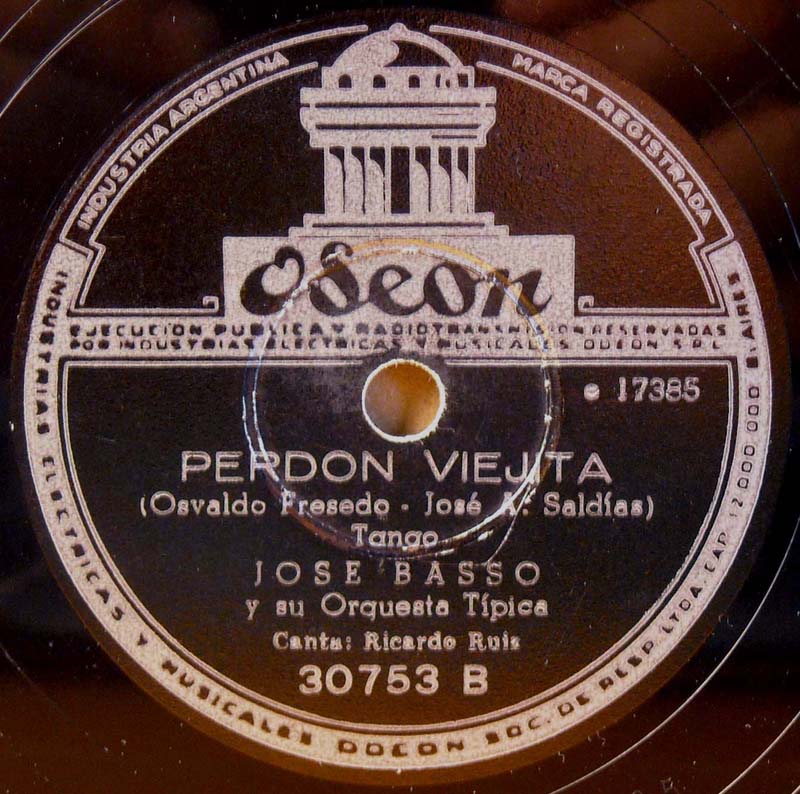 INDUSTRIA ARGENTINA
MARCA REGISTRADA
Odeon
EJECUCION PUBLICA Y RADIOTRANSMISION RESERVADAS
POR INDUSTRIAS ELECTRICAS Y MUSICALES ODEON S.R.L
e 17385
PERDON VIEJITA
(Osvaldo Fresedo - José A. Saldías)
Tango
JOSE BASSO
y su Orquesta Típica
Canta: Ricardo Ruiz
30753 B
INDUSTRIAS ELECTRICAS Y MUSICALES ODEON SOC. DE RESP. LTDA. CAP. 12.000.000 Bs. AIRES